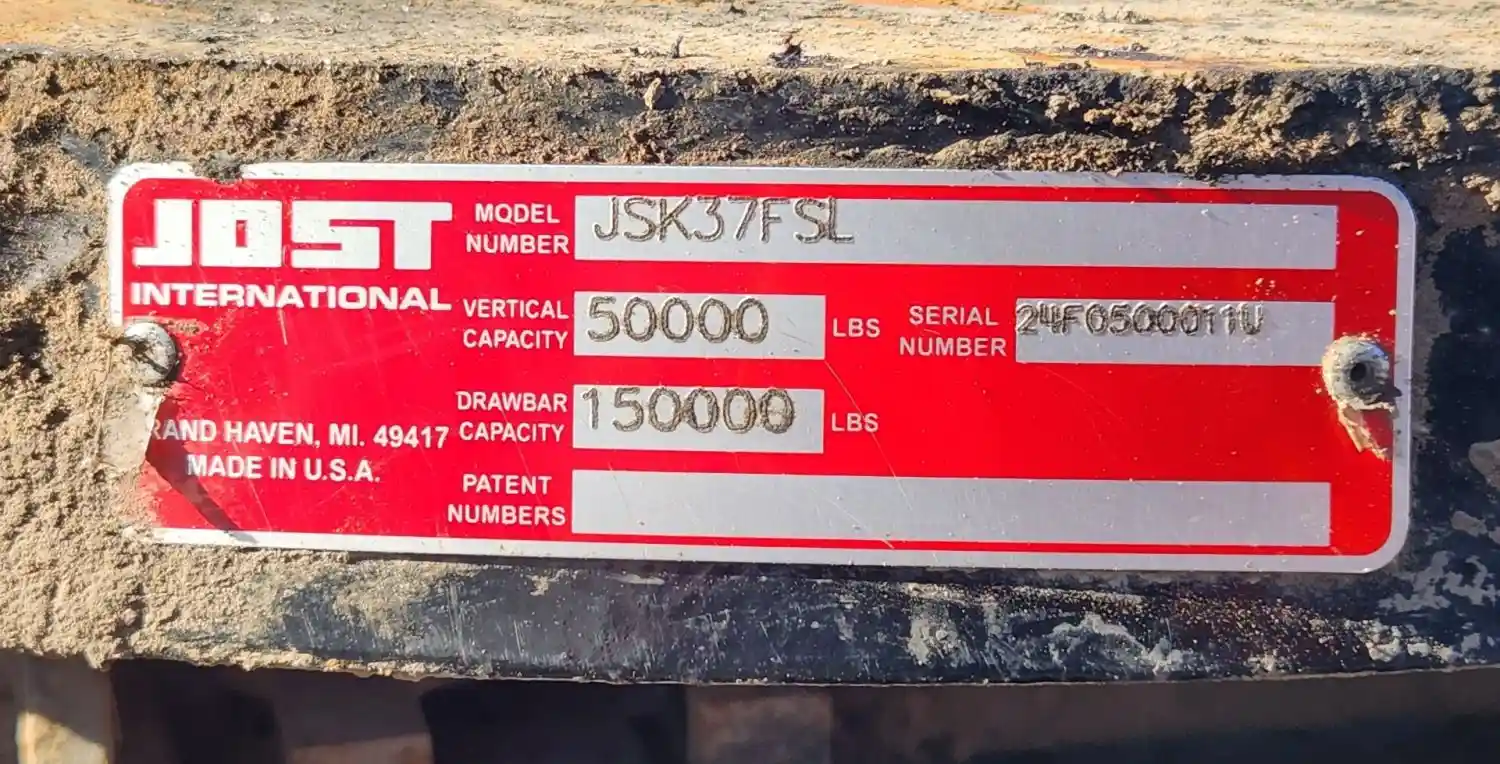 JOST
INTERNATIONAL
MODEL NUMBER JSK37FSL
VERTICAL CAPACITY 50000 LBS
SERIAL NUMBER 24F0500011U
DRAWBAR CAPACITY 150000 LBS
RAND HAVEN, MI. 49417
MADE IN U.S.A.
PATENT NUMBERS